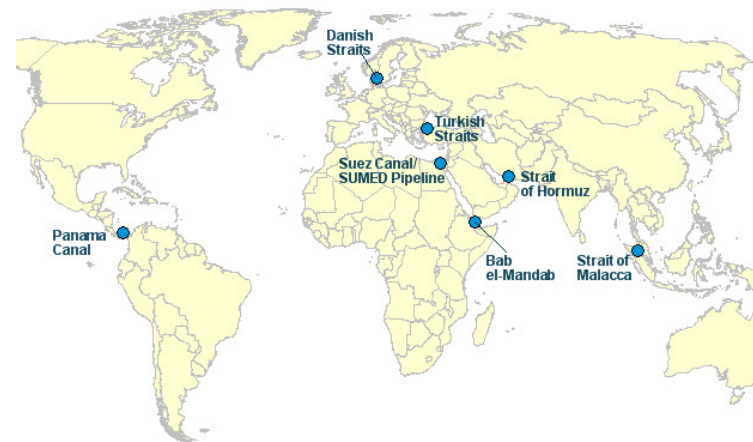 Danish
Straits
Turkish
Straits
Suez Canal/
SUMED Pipeline
Strait
of Hormuz
Panama
Canal
Bab
el-Mandab
Strait of
Malacca